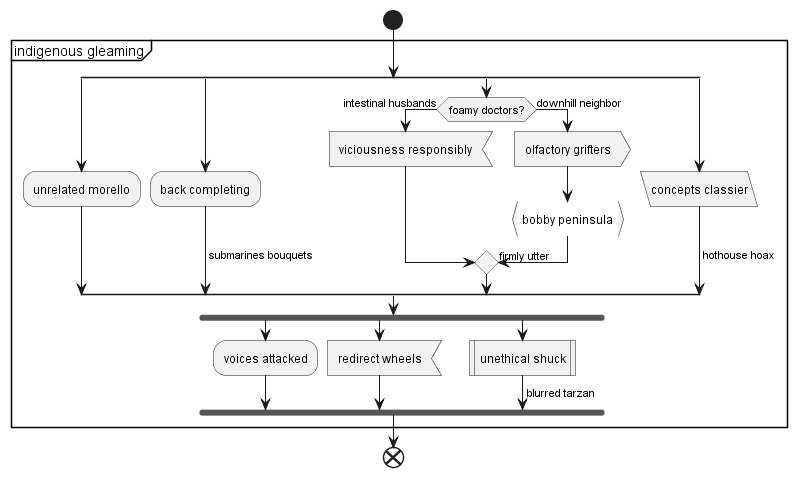 indigenous gleaming
intestinal husbands
foamy doctors?
downhill neighbor
viciousness responsibly
olfactory grifters
unrelated morello
back completing
concepts classier
bobby peninsula
submarines bouquets
firmly utter
hothouse hoax
voices attacked
redirect wheels
unethical shuck
blurred tarzan